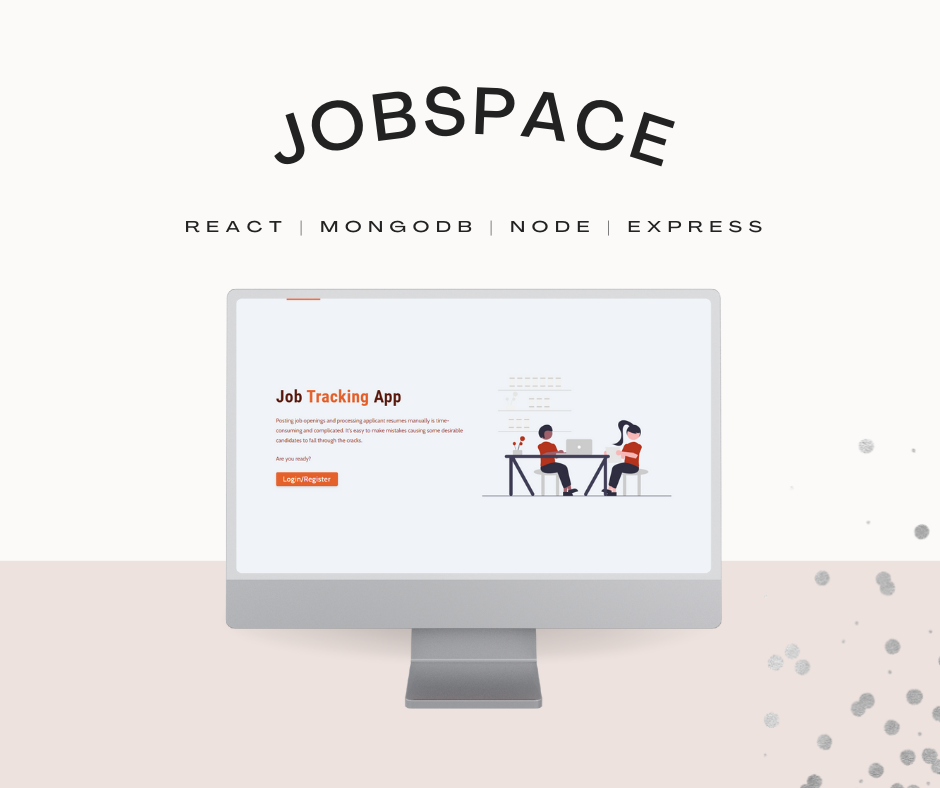 JOBSPACE
REACT | MONGODB | NODE | EXPRESS
Job Tracking App
Posting job openings and processing applicant resumes manually is time-
consuming and complicated. It's easy to make mistakes causing some desirable
candidates to fall through the cracks.
Are you ready?
Login/Register